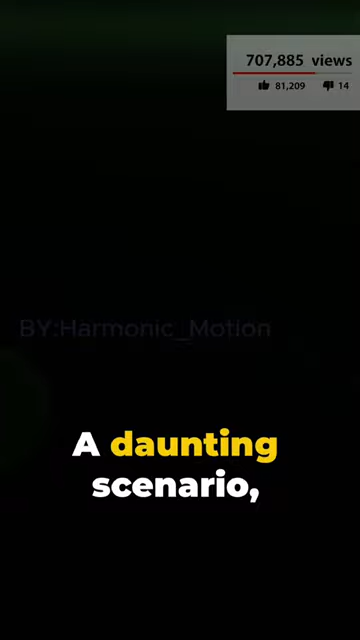 707,885 views
81,209 14
BY:Harmonic_Motion
A daunting
scenario,